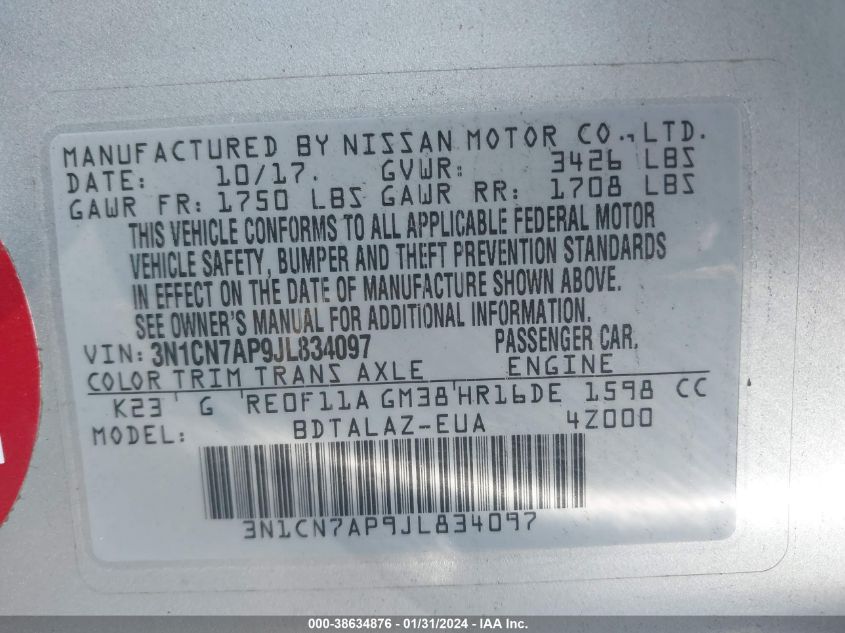 MANUFACTURED BY NISSAN MOTOR CO., LTD.
DATE: 10/17. GVWR: 3426 LBS
GAWR FR: 1750 LBS GAWR RR: 1708 LBS
THIS VEHICLE CONFORMS TO ALL APPLICABLE FEDERAL MOTOR
VEHICLE SAFETY, BUMPER AND THEFT PREVENTION STANDARDS
IN EFFECT ON THE DATE OF MANUFACTURE SHOWN ABOVE.
SEE OWNER'S MANUAL FOR ADDITIONAL INFORMATION.
VIN: 3N1CN7AP9JL834097 PASSENGER CAR.
COLOR TRIM TRANS AXLE ENGINE
K23 G RE0F11A GM38 HR16DE 1598 CC
MODEL: BDTALAZ-EUA 4Z000
3N1CN7AP9JL834097
000-38634876 - 01/31/2024 - IAA Inc.